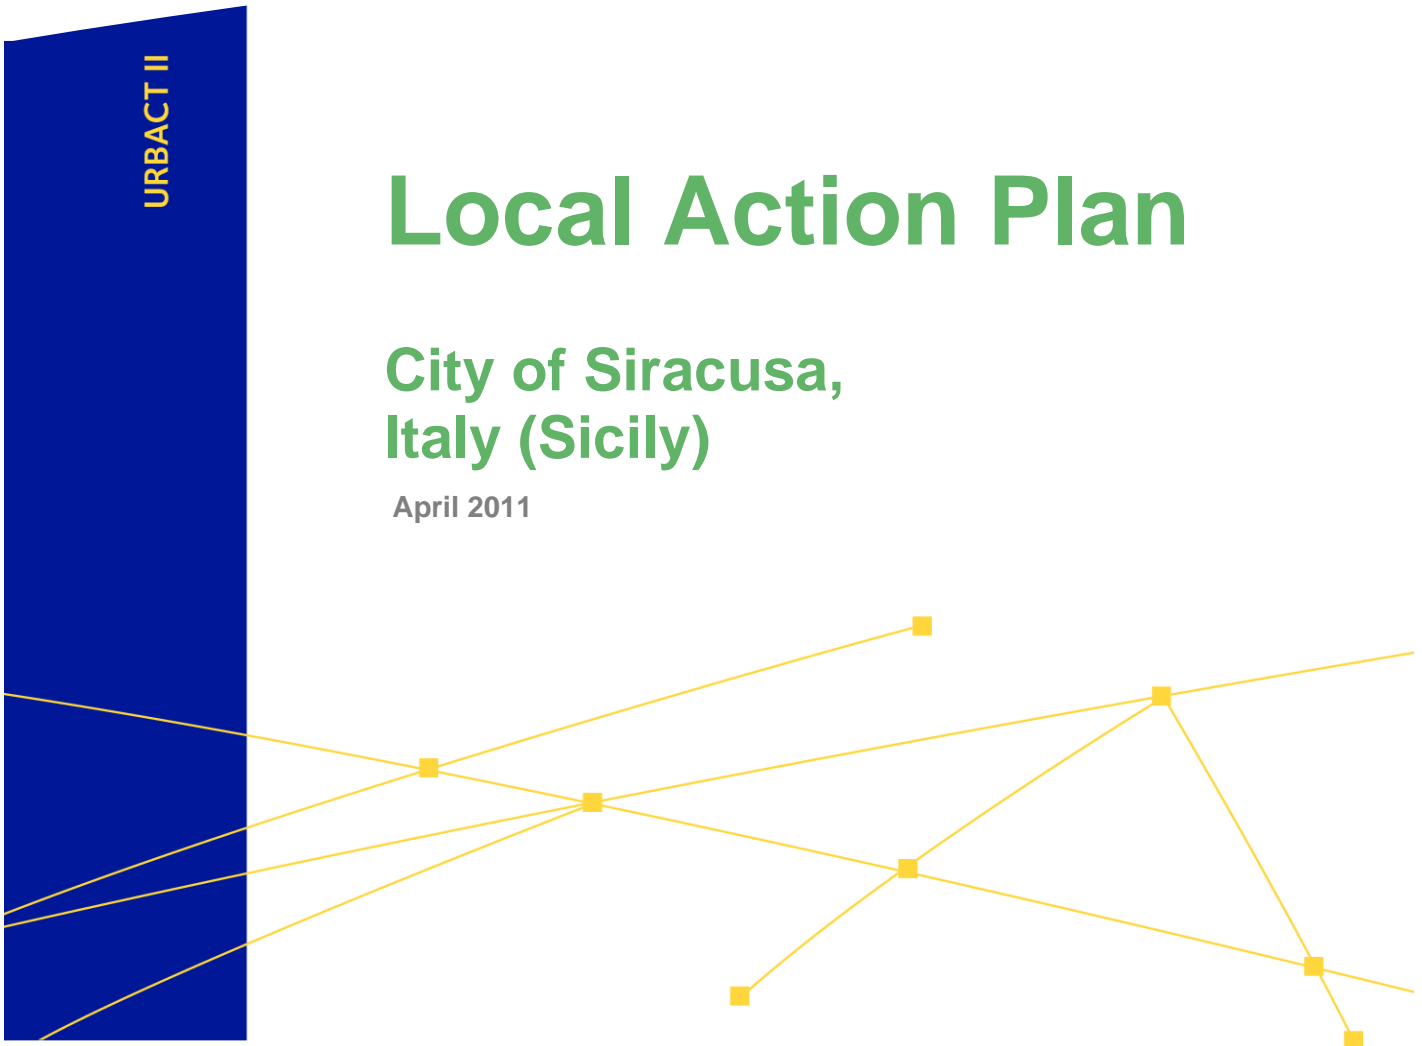 URBACT II
Local Action Plan
City of Siracusa,
Italy (Sicily)
April 2011